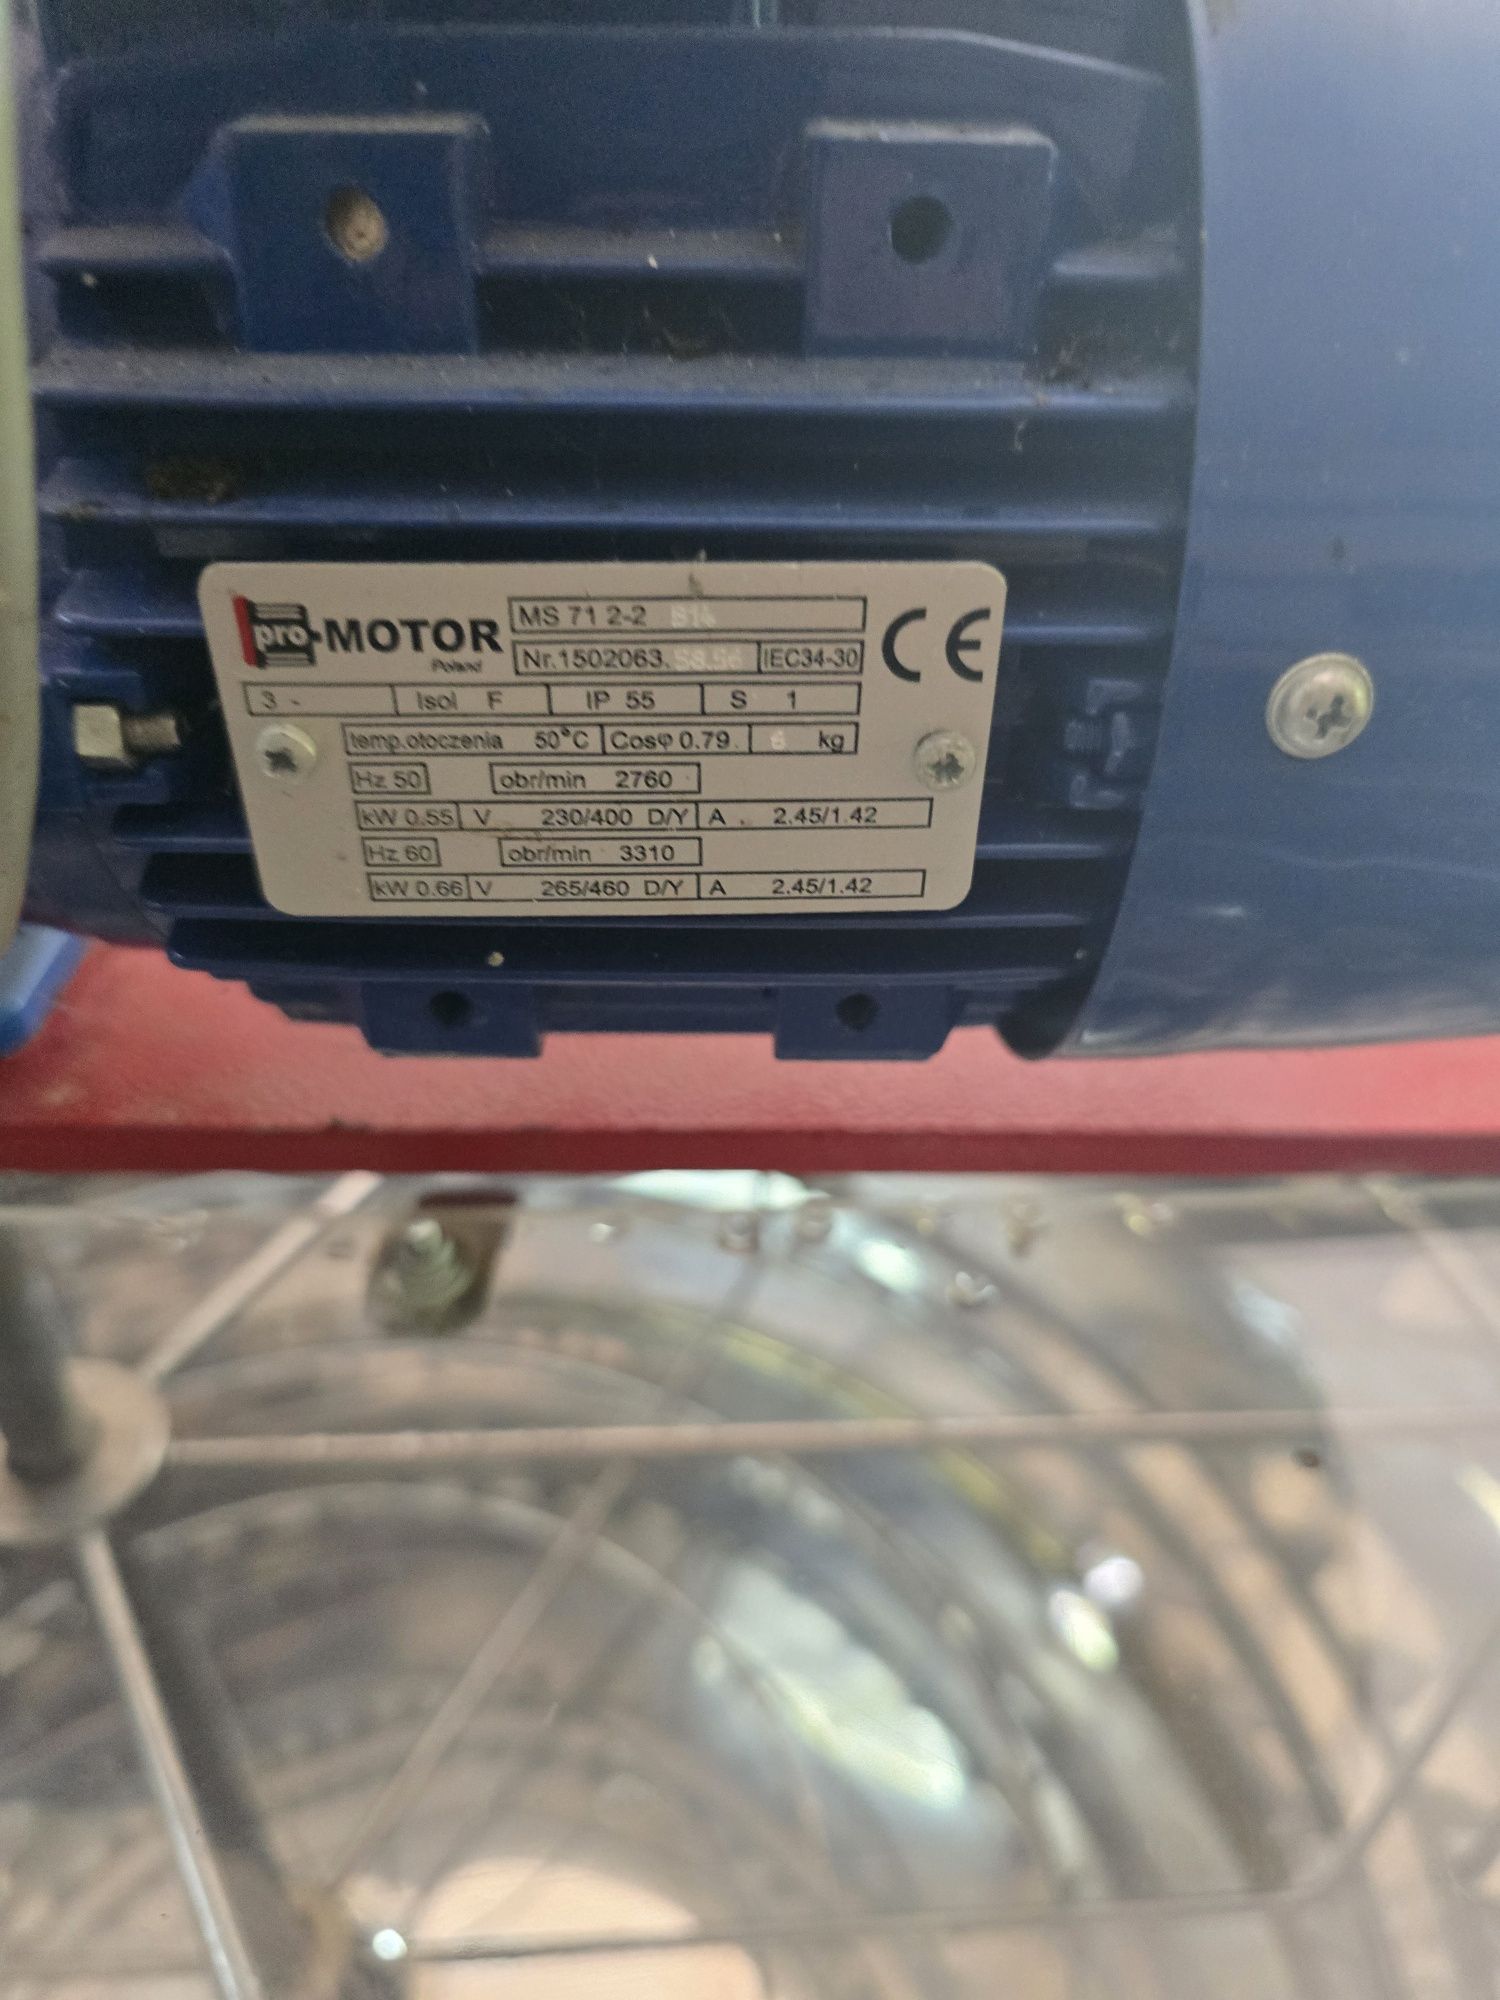 pro-MOTOR
Poland
MS 71 2-2
Nr.1502063.
IEC34-30
CE
3 - Isol F IP 55 S 1
temp.otoczenia 50°C Cosφ 0.79 kg
Hz 50 obr/min 2760
kW 0.55 V 230/400 D/Y A 2.45/1.42
Hz 60 obr/min 3310
kW 0.66 V 265/460 D/Y A 2.45/1.42